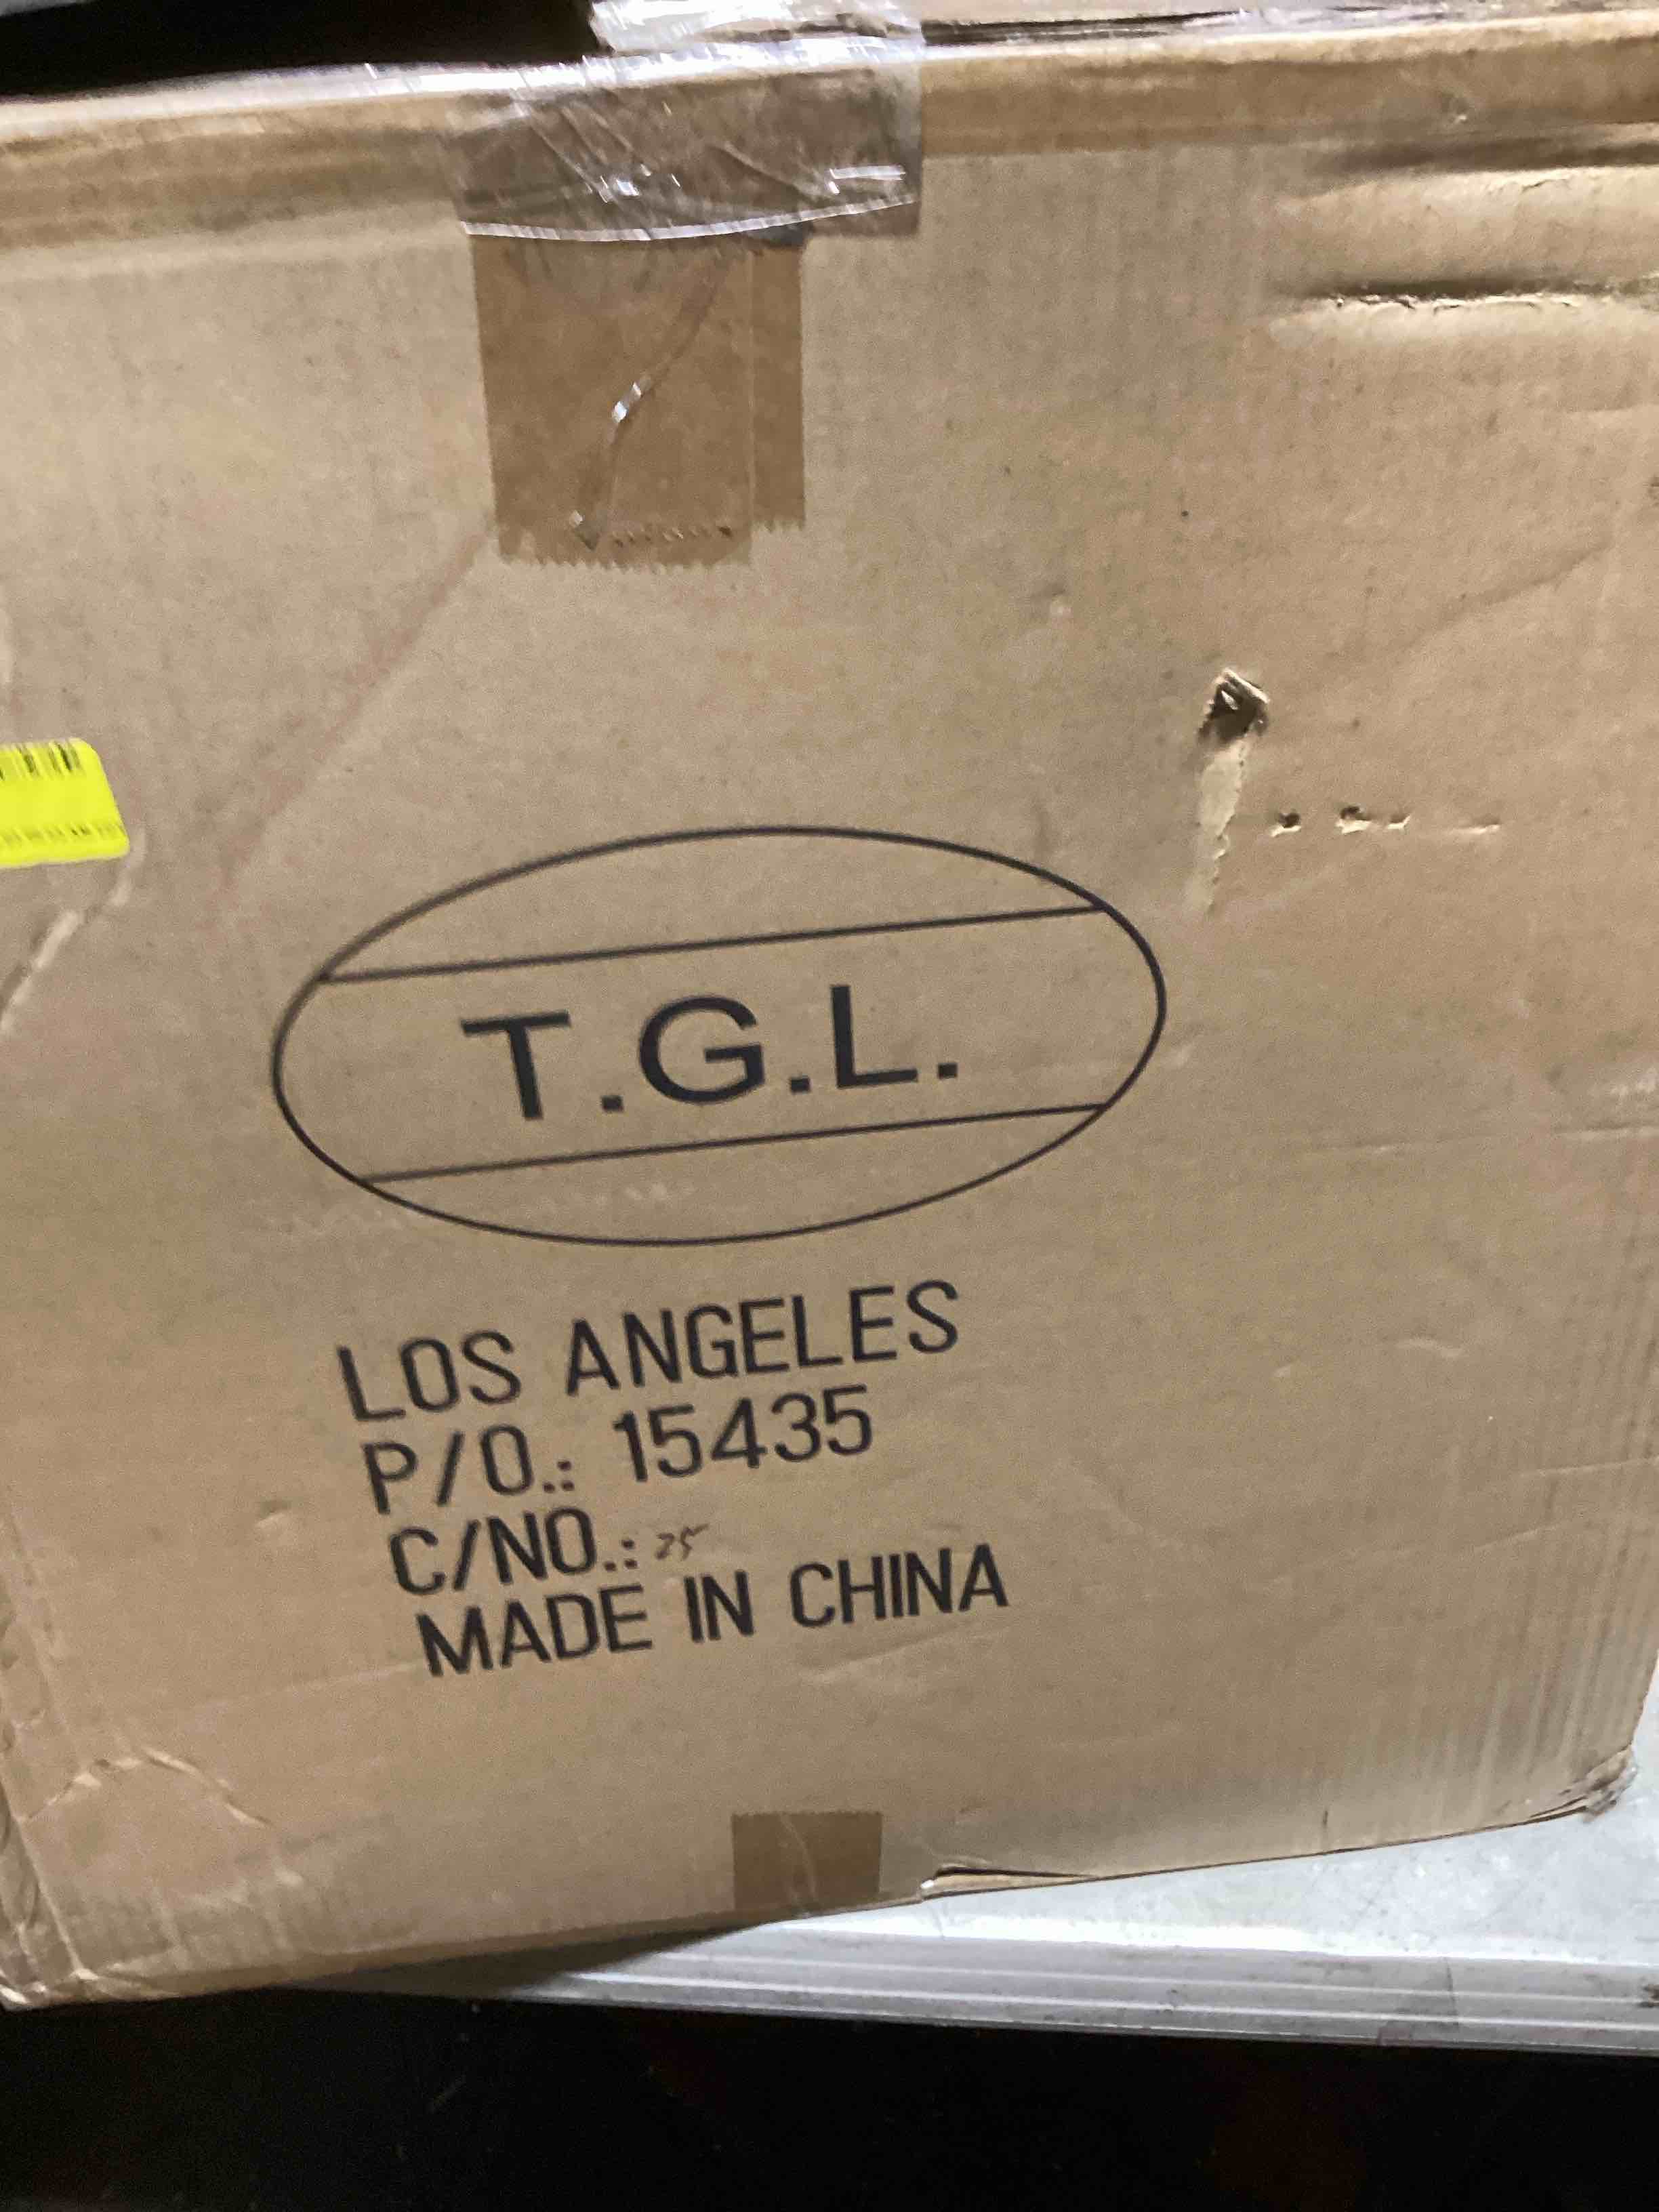 T.G.L.
LOS ANGELES
P/O.: 15435
C/NO.: 25
MADE IN CHINA